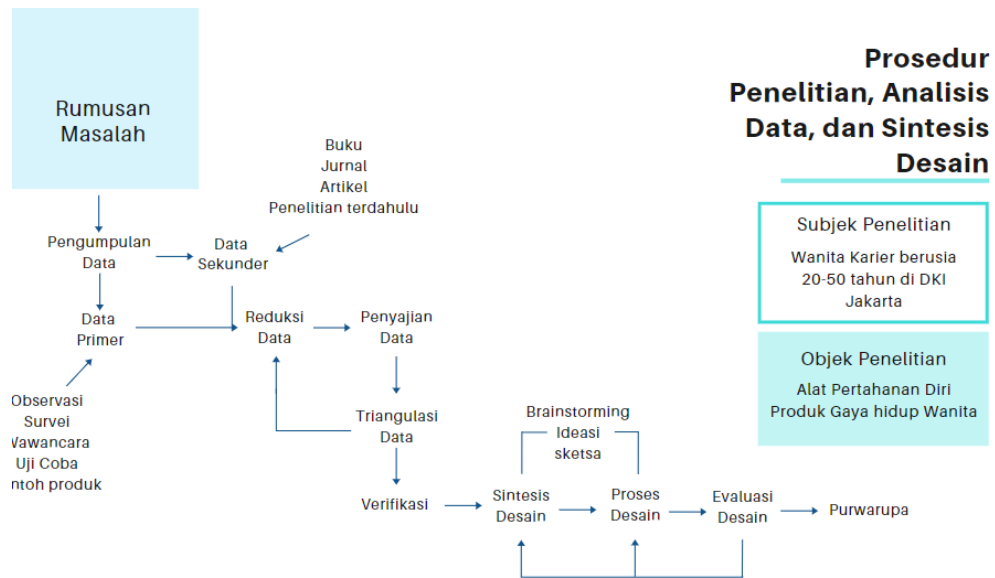 Prosedur
Penelitian, Analisis
Data, dan Sintesis
Desain
Rumusan
Masalah
Buku
Jurnal
Artikel
Penelitian terdahulu
Pengumpulan
Data
Data
Sekunder
Data
Primer
Reduksi
Data
Penyajian
Data
Observasi
Survei
Wawancara
Uji Coba
ntoh produk
Triangulasi
Data
Verifikasi
Brainstorming
Ideasi
sketsa
Sintesis
Desain
Proses
Desain
Evaluasi
Desain
Purwarupa
Subjek Penelitian
Wanita Karier berusia
20-50 tahun di DKI
Jakarta
Objek Penelitian
Alat Pertahanan Diri
Produk Gaya hidup Wanita